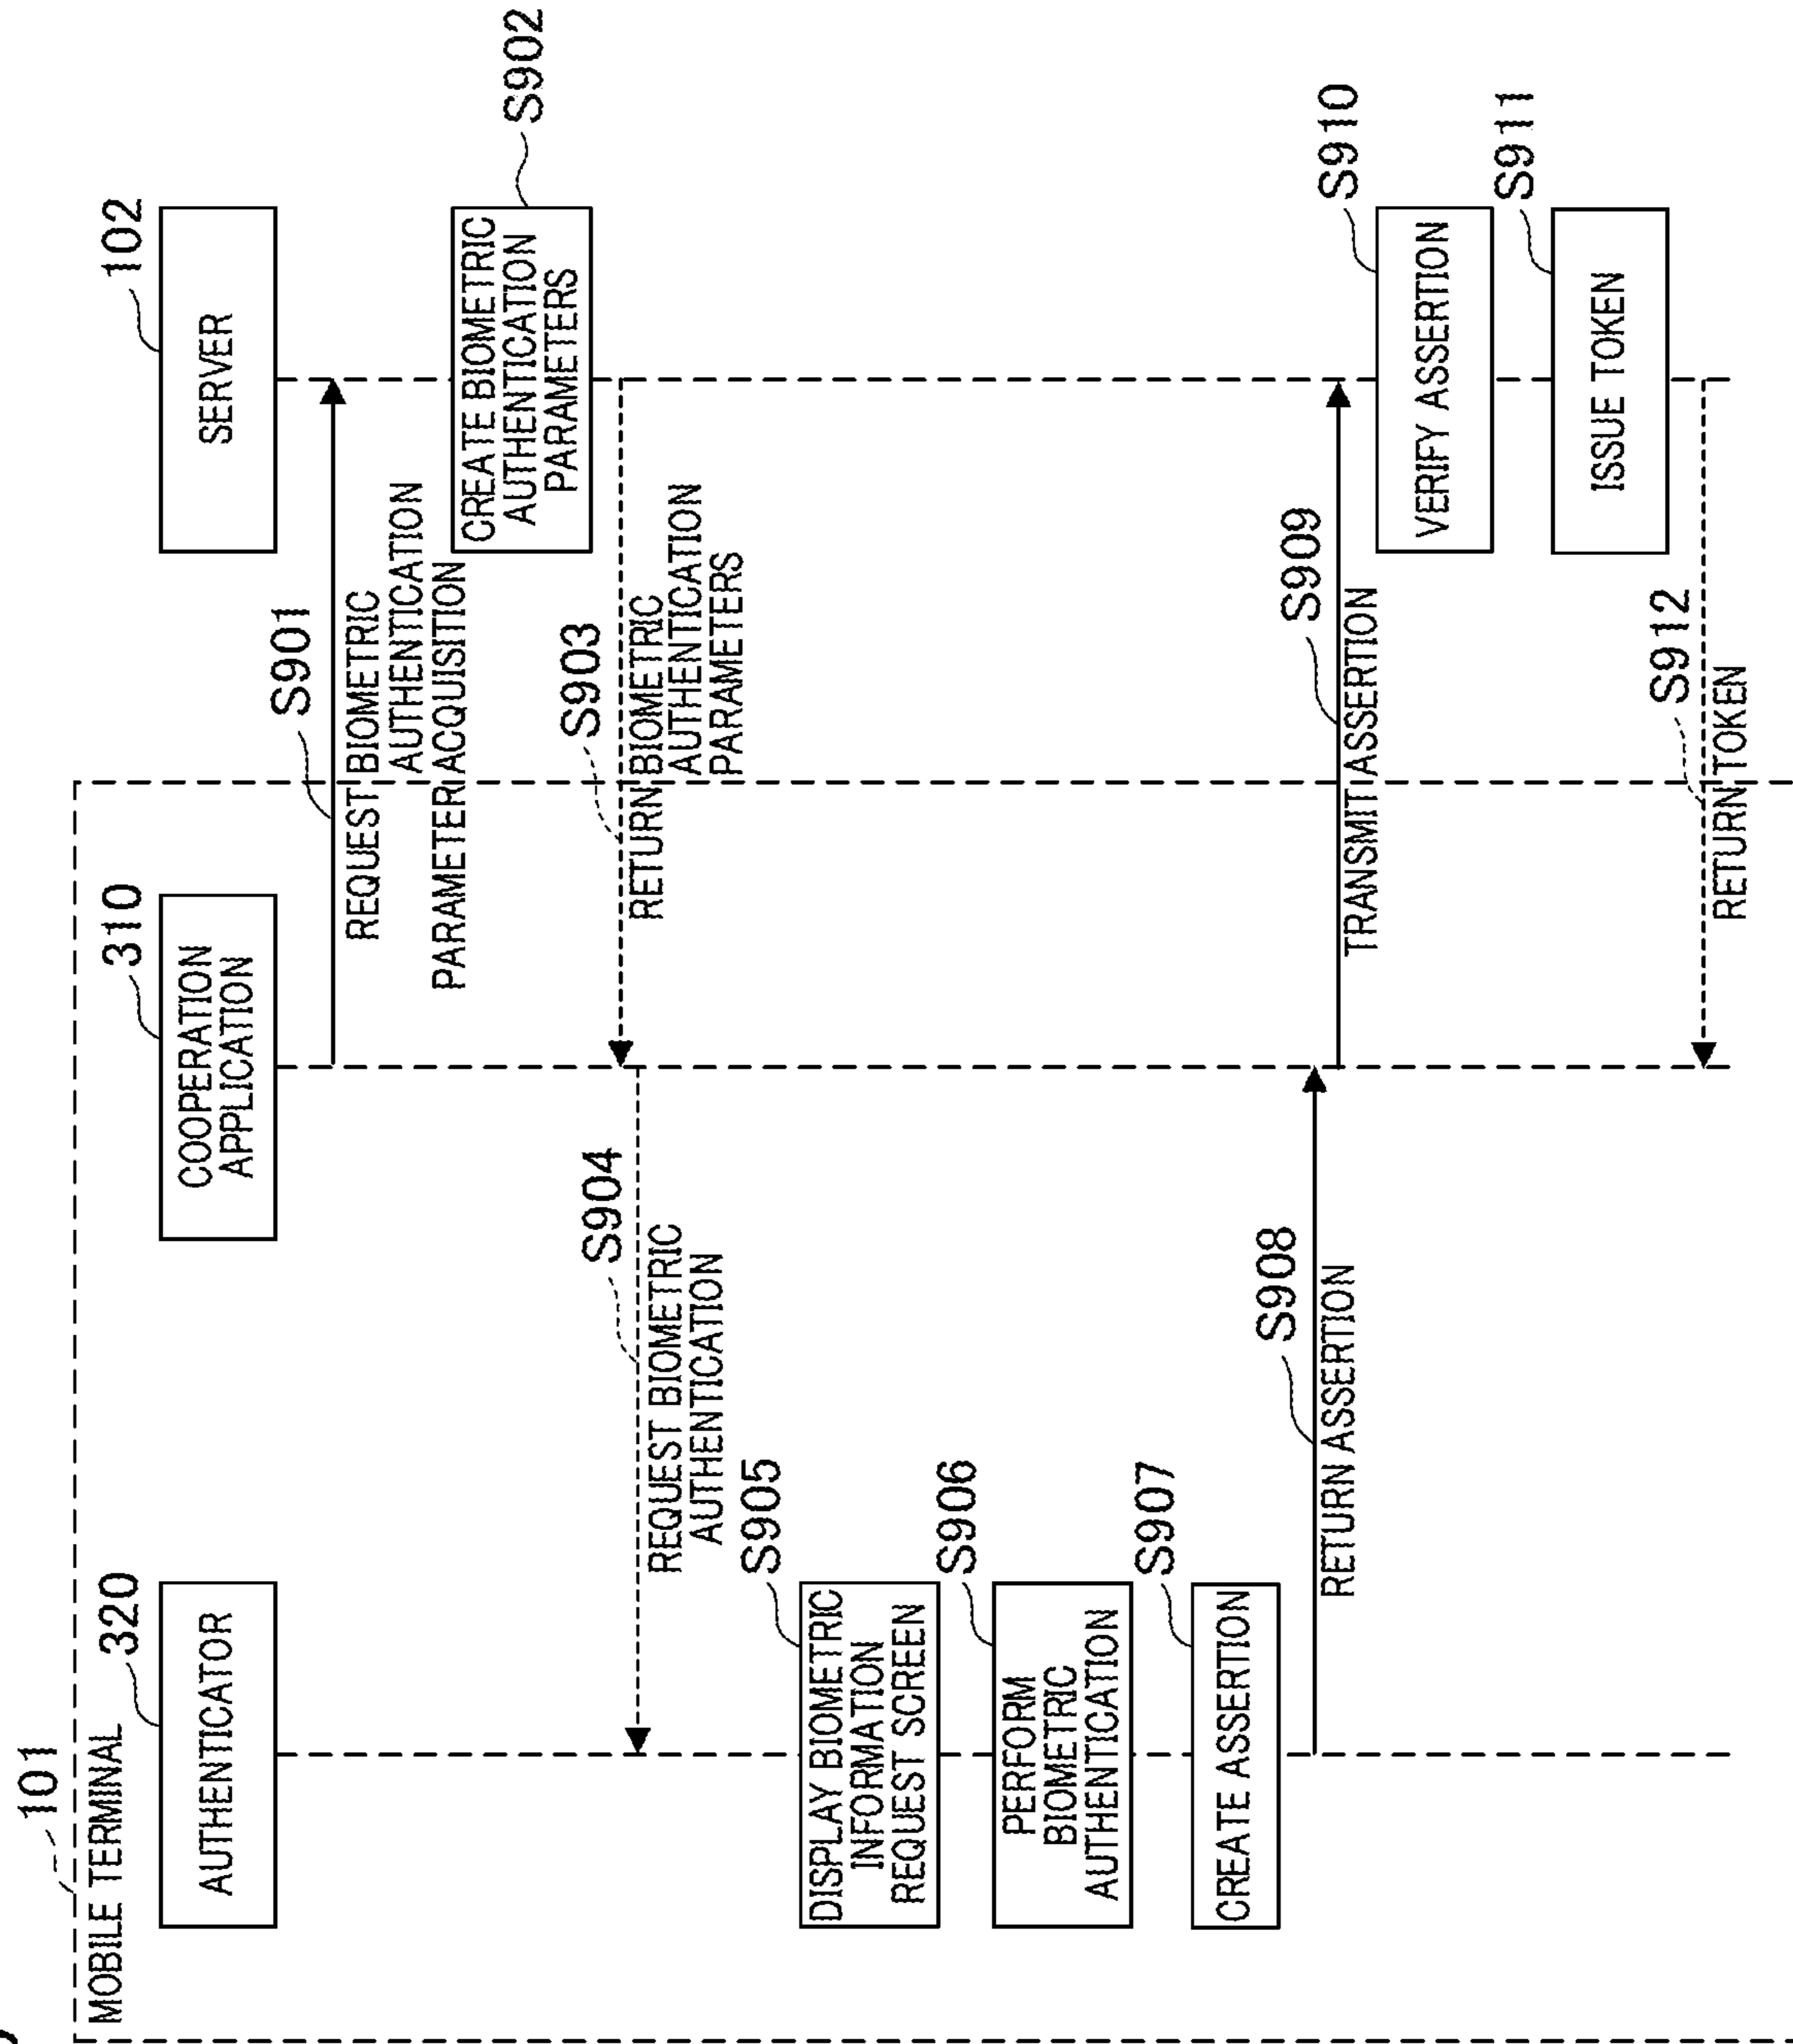 101
MOBILE TERMINAL
320
AUTHENTICATOR
310
COOPERATION
APPLICATION
102
SERVER
S901
REQUEST BIOMETRIC
AUTHENTICATION
PARAMETER ACQUISITION
S902
CREATE BIOMETRIC
AUTHENTICATION
PARAMETERS
S903
RETURN BIOMETRIC
AUTHENTICATION
PARAMETERS
S904
REQUEST BIOMETRIC
AUTHENTICATION
S905
DISPLAY BIOMETRIC
INFORMATION
REQUEST SCREEN
S906
PERFORM
BIOMETRIC
AUTHENTICATION
S907
CREATE ASSERTION
S908
RETURN ASSERTION
S909
TRANSMIT ASSERTION
S910
VERIFY ASSERTION
S911
ISSUE TOKEN
S912
RETURN TOKEN